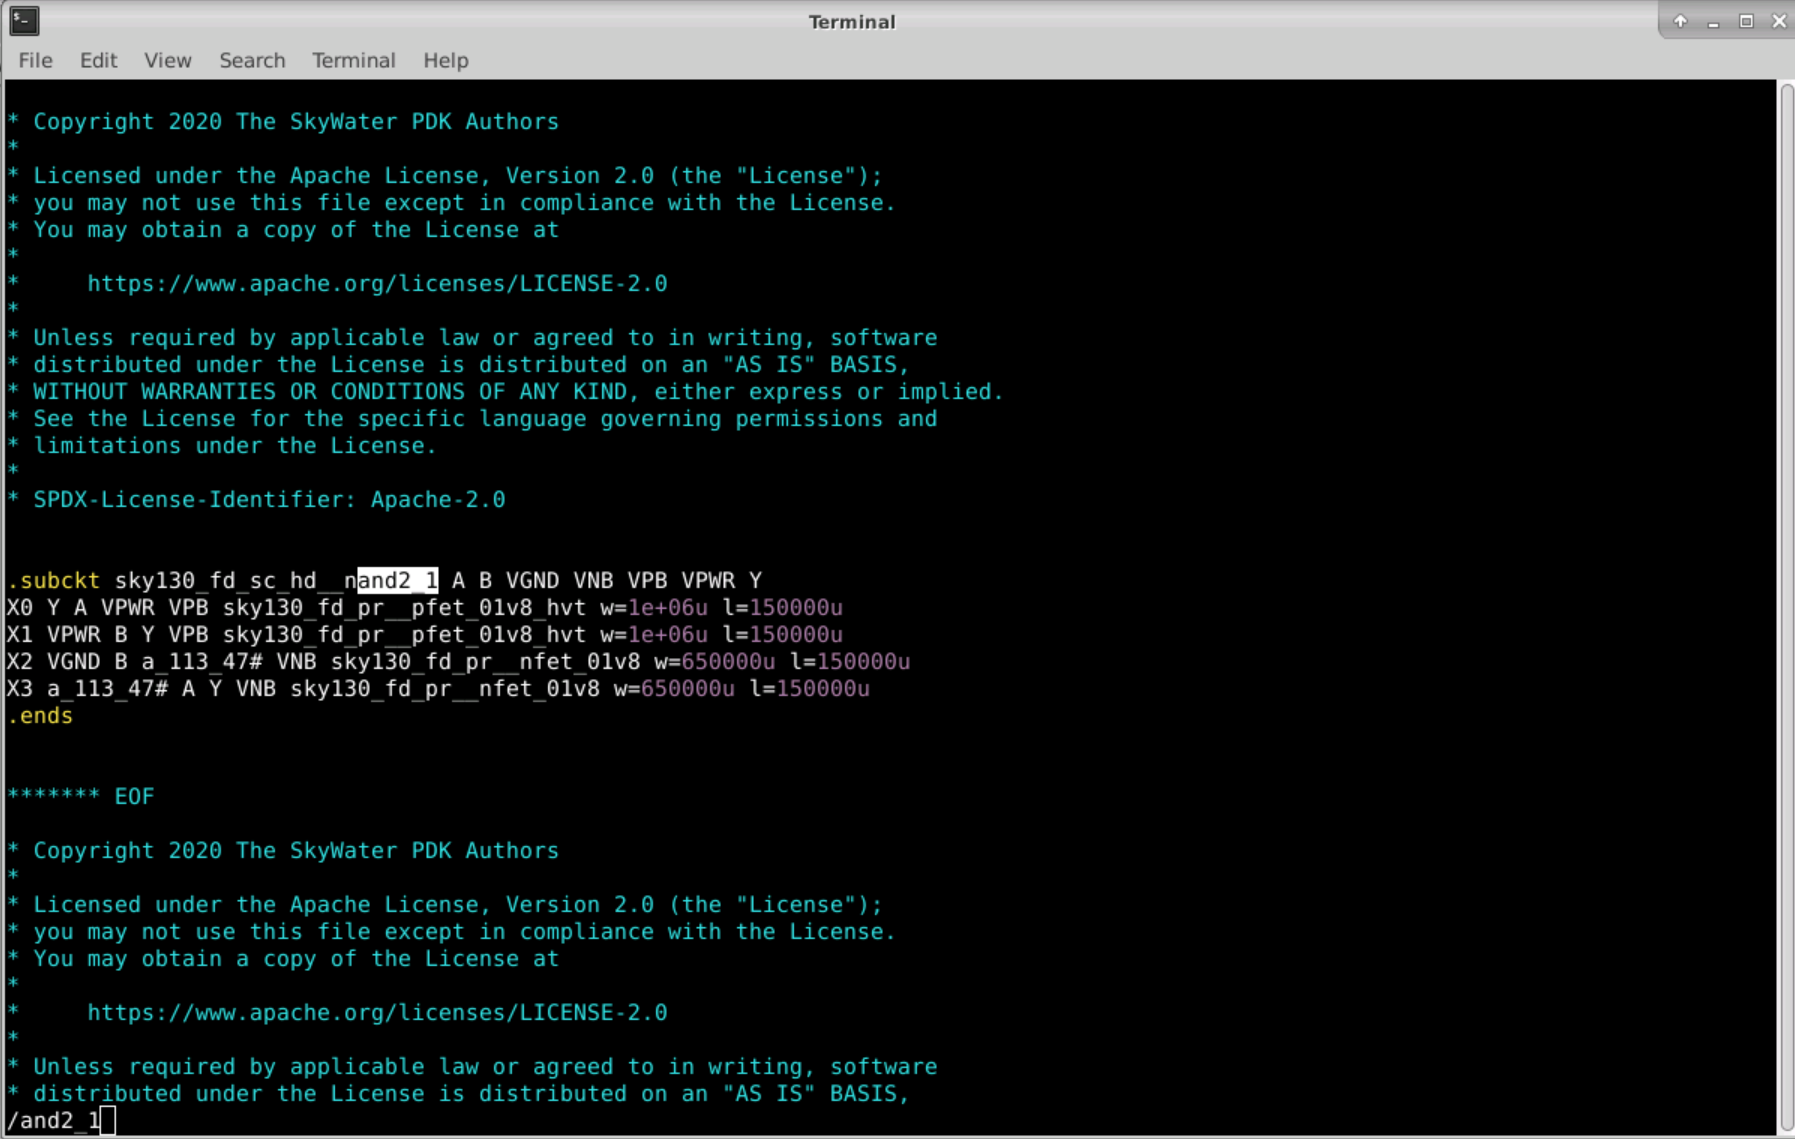 Terminal
File Edit View Search Terminal Help
* Copyright 2020 The SkyWater PDK Authors
*
* Licensed under the Apache License, Version 2.0 (the "License");
* you may not use this file except in compliance with the License.
* You may obtain a copy of the License at
*
*     https://www.apache.org/licenses/LICENSE-2.0
*
* Unless required by applicable law or agreed to in writing, software
* distributed under the License is distributed on an "AS IS" BASIS,
* WITHOUT WARRANTIES OR CONDITIONS OF ANY KIND, either express or implied.
* See the License for the specific language governing permissions and
* limitations under the License.
*
* SPDX-License-Identifier: Apache-2.0
.subckt sky130_fd_sc_hd__nand2_1 A B VGND VNB VPB VPWR Y
X0 Y A VPWR VPB sky130_fd_pr__pfet_01v8_hvt w=1e+06u l=150000u
X1 VPWR B Y VPB sky130_fd_pr__pfet_01v8_hvt w=1e+06u l=150000u
X2 VGND B a_113_47# VNB sky130_fd_pr__nfet_01v8 w=650000u l=150000u
X3 a_113_47# A Y VNB sky130_fd_pr__nfet_01v8 w=650000u l=150000u
.ends
******* EOF
* Copyright 2020 The SkyWater PDK Authors
*
* Licensed under the Apache License, Version 2.0 (the "License");
* you may not use this file except in compliance with the License.
* You may obtain a copy of the License at
*
*     https://www.apache.org/licenses/LICENSE-2.0
*
* Unless required by applicable law or agreed to in writing, software
* distributed under the License is distributed on an "AS IS" BASIS,
/and2_1